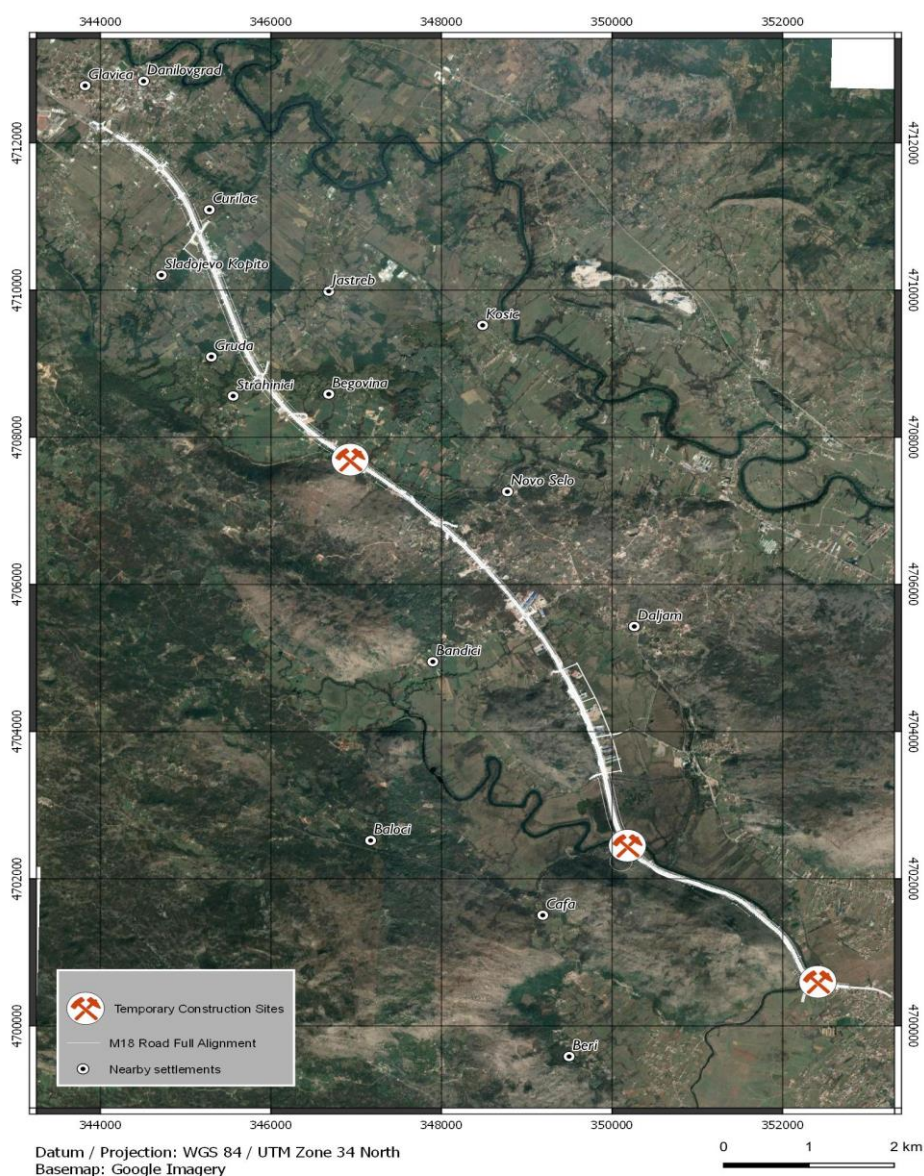 344000 346000 348000 350000 352000
Glavica
Danilovgrad
4712000 4712000
Curilac
Sladojevo Kopito
4710000 4710000
Jastreb
Kosic
Gruda
Strahinici
Begovina
4708000 4708000
Novo Selo
4706000 4706000
Daljam
Bandici
4704000 4704000
Baloci
4702000 4702000
Cafa
4700000 4700000
Beri
Temporary Construction Sites
M18 Road Full Alignment
Nearby settlements
344000 346000 348000 350000 352000
Datum / Projection: WGS 84 / UTM Zone 34 North
Basemap: Google Imagery
0 1 2 km